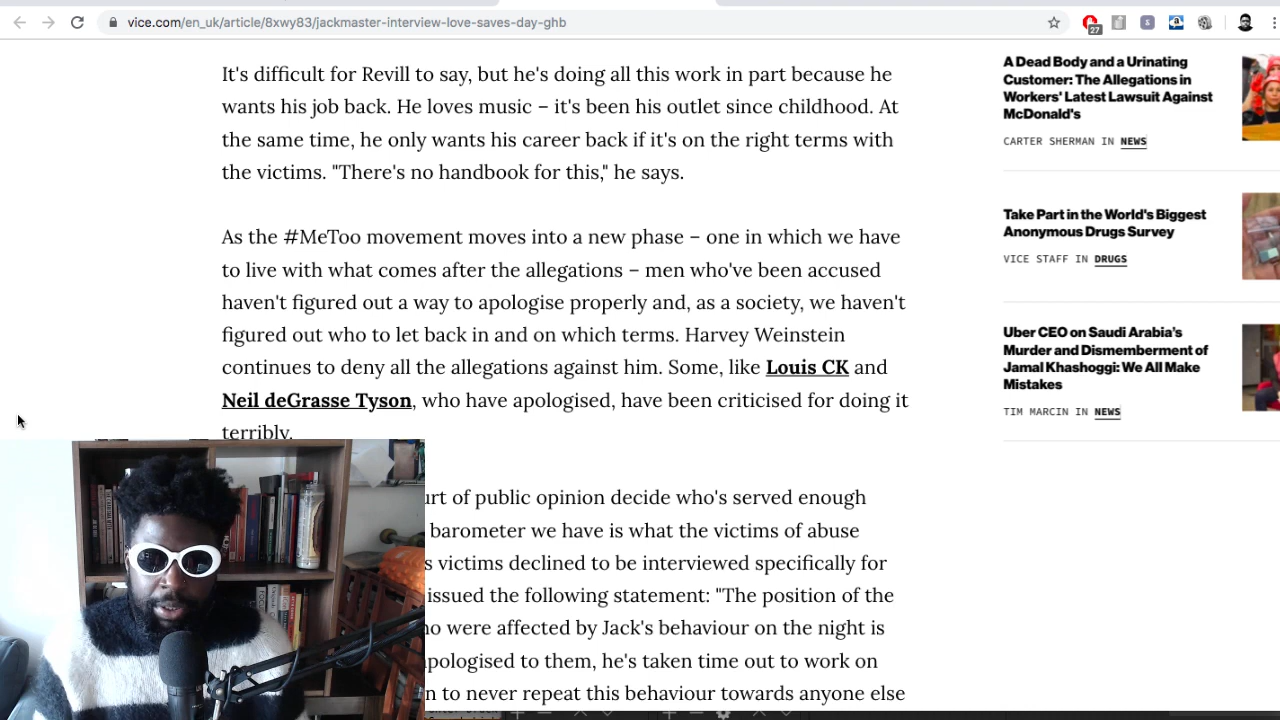 vice.com/en_uk/article/8xwy83/jackmaster-interview-love-saves-day-ghb
27
It's difficult for Revill to say, but he's doing all this work in part because he
wants his job back. He loves music – it's been his outlet since childhood. At
the same time, he only wants his career back if it's on the right terms with
the victims. "There's no handbook for this," he says.
As the #MeToo movement moves into a new phase – one in which we have
to live with what comes after the allegations – men who've been accused
haven't figured out a way to apologise properly and, as a society, we haven't
figured out who to let back in and on which terms. Harvey Weinstein
continues to deny all the allegations against him. Some, like Louis CK and
Neil deGrasse Tyson, who have apologised, have been criticised for doing it
terribly.
urt of public opinion decide who's served enough
barometer we have is what the victims of abuse
s victims declined to be interviewed specifically for
issued the following statement: "The position of the
ho were affected by Jack's behaviour on the night is
pologised to them, he's taken time out to work on
n to never repeat this behaviour towards anyone else
A Dead Body and a Urinating
Customer: The Allegations in
Workers' Latest Lawsuit Against
McDonald's
CARTER SHERMAN IN NEWS
Take Part in the World's Biggest
Anonymous Drugs Survey
VICE STAFF IN DRUGS
Uber CEO on Saudi Arabia's
Murder and Dismemberment of
Jamal Khashoggi: We All Make
Mistakes
TIM MARCIN IN NEWS